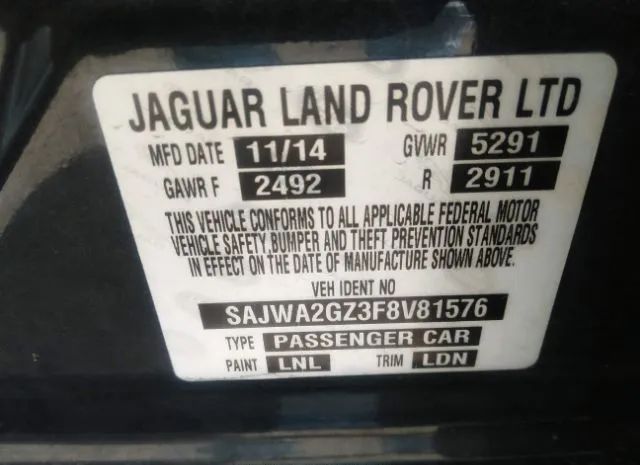 JAGUAR LAND ROVER LTD
MFD DATE 11/14 GVWR 5291
GAWR F 2492 R 2911
THIS VEHICLE CONFORMS TO ALL APPLICABLE FEDERAL MOTOR
VEHICLE SAFETY, BUMPER AND THEFT PREVENTION STANDARDS
IN EFFECT ON THE DATE OF MANUFACTURE SHOWN ABOVE.
VEH IDENT NO
SAJWA2GZ3F8V81576
TYPE PASSENGER CAR
PAINT LNL TRIM LDN